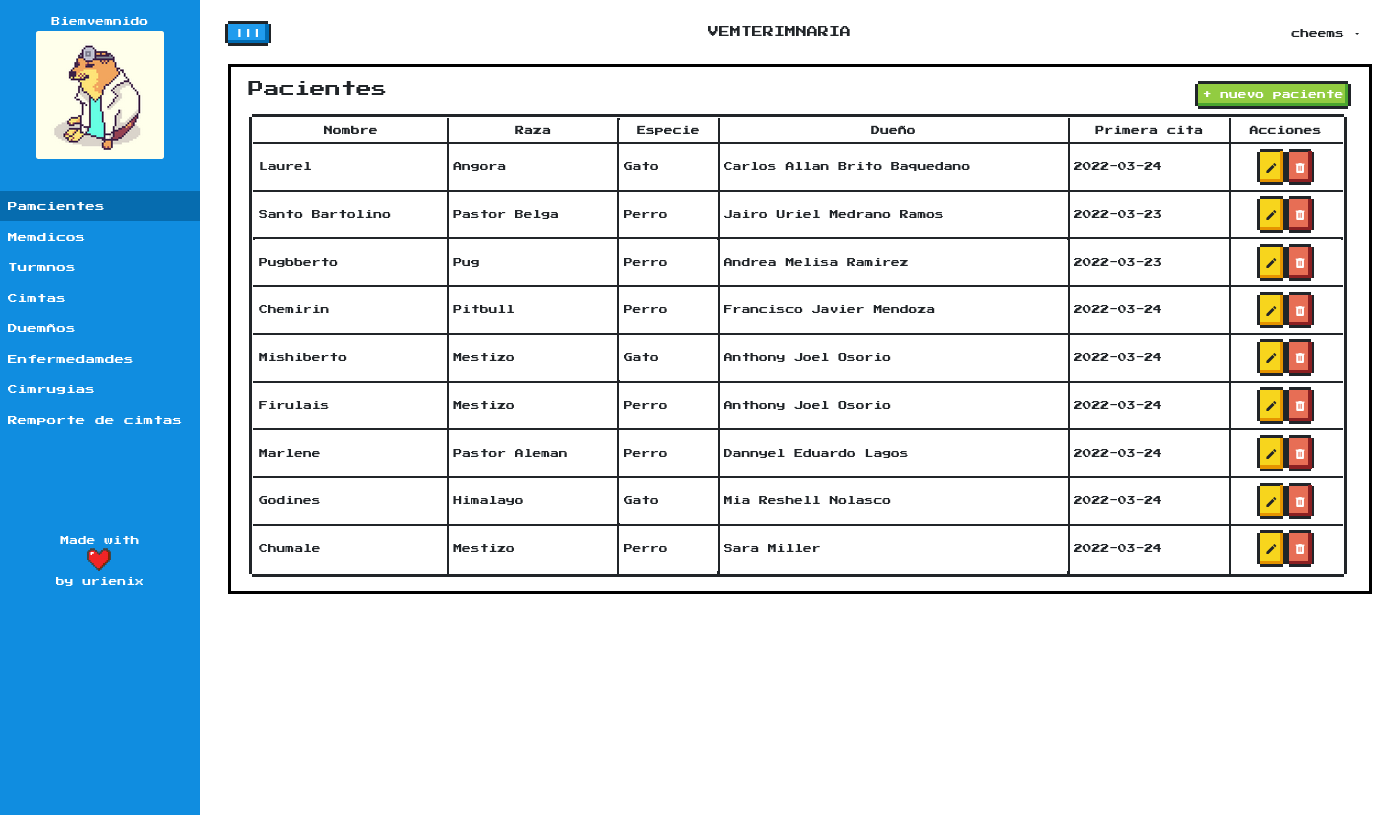 Biemvemnido
Pamcientes
Memdicos
Turmnos
Cimtas
Duemños
Enfermedamdes
Cimrugias
Remporte de cimtas
Made with
by urienix
VEMTERIMNARIA
cheems
Pacientes
+ nuevo paciente
Nombre Raza Especie Dueño Primera cita Acciones
Laurel Angora Gato Carlos Allan Brito Baquedano 2022-03-24
Santo Bartolino Pastor Belga Perro Jairo Uriel Medrano Ramos 2022-03-23
Pugbberto Pug Perro Andrea Melisa Ramirez 2022-03-23
Chemirin Pitbull Perro Francisco Javier Mendoza 2022-03-24
Mishiberto Mestizo Gato Anthony Joel Osorio 2022-03-24
Firulais Mestizo Perro Anthony Joel Osorio 2022-03-24
Marlene Pastor Aleman Perro Dannyel Eduardo Lagos 2022-03-24
Godines Himalayo Gato Mia Reshell Nolasco 2022-03-24
Chumale Mestizo Perro Sara Miller 2022-03-24